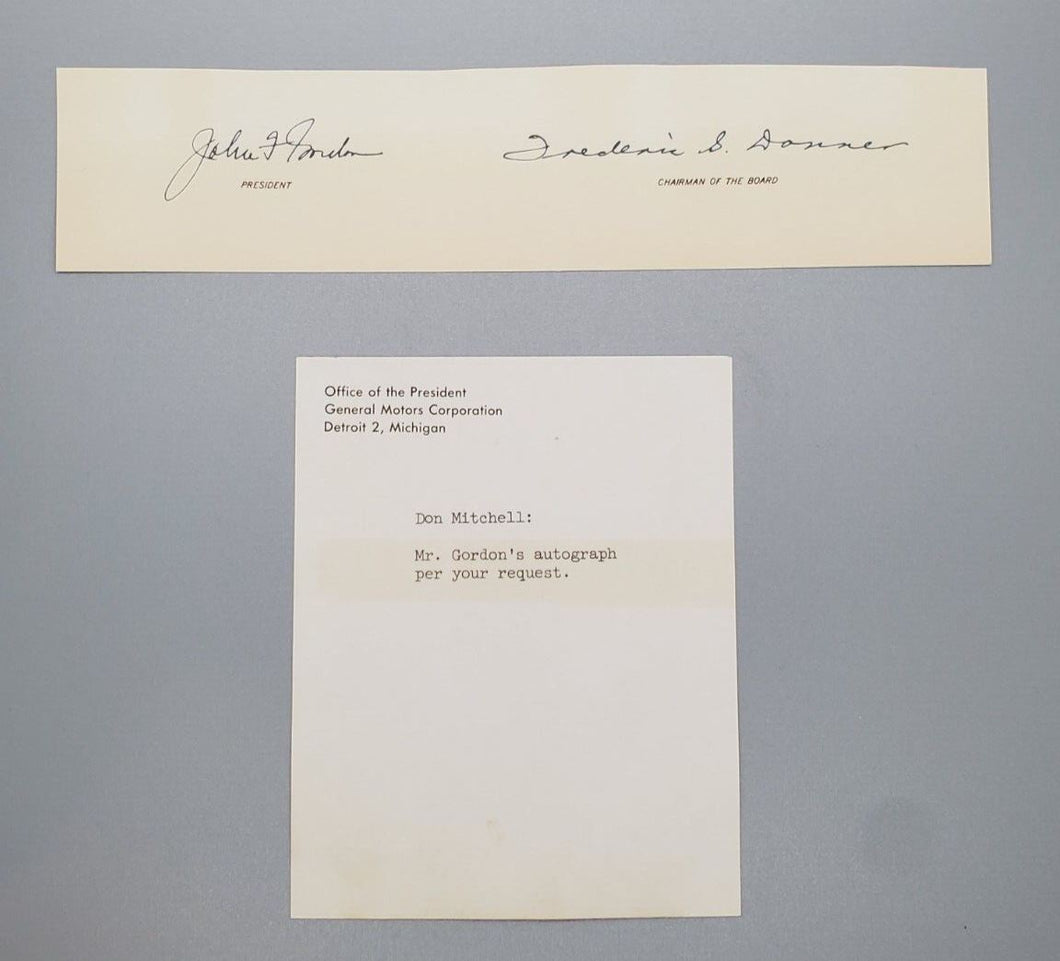 John F Gordon
PRESIDENT
Frederic G. Donner
CHAIRMAN OF THE BOARD
Office of the President
General Motors Corporation
Detroit 2, Michigan
Don Mitchell:
Mr. Gordon's autograph
per your request.